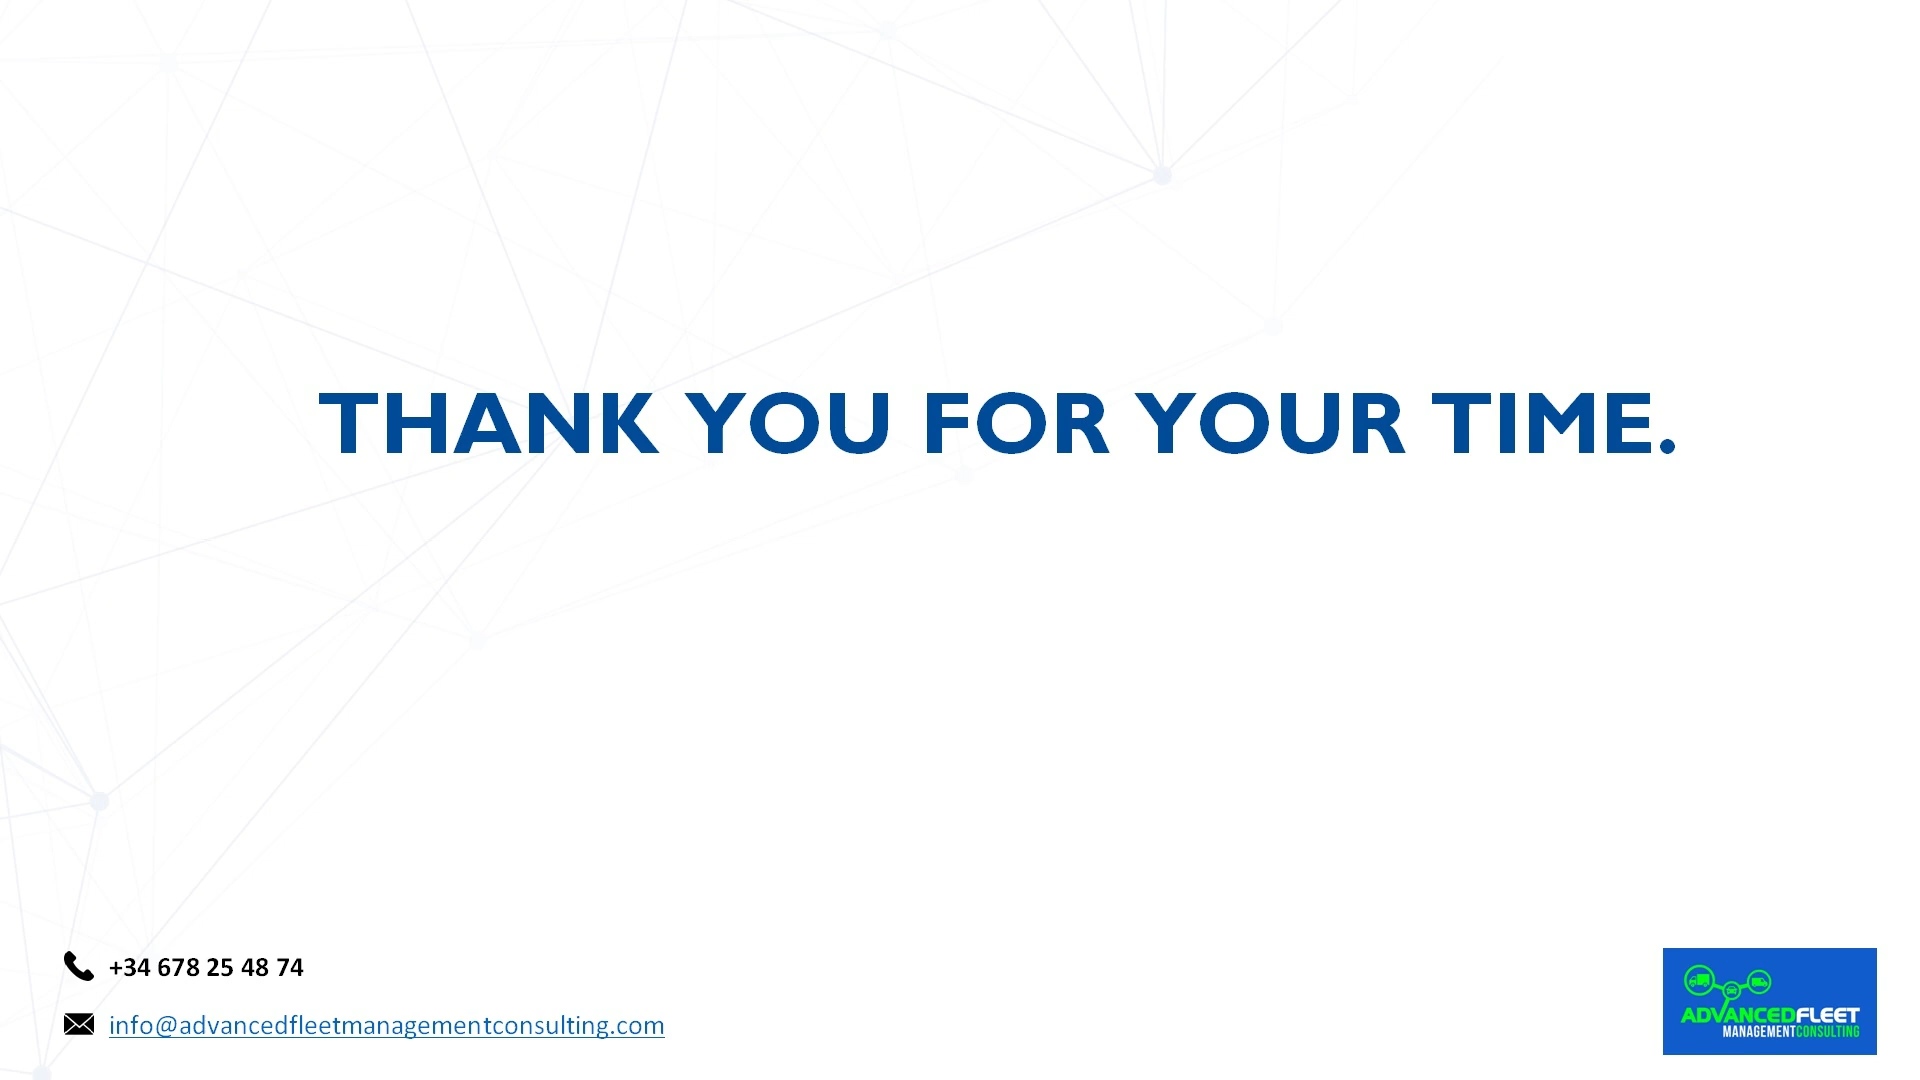 THANK YOU FOR YOUR TIME.
+34 678 25 48 74
info@advancedfleetmanagementconsulting.com
ADVANCEDFLEET
MANAGEMENTCONSULTING